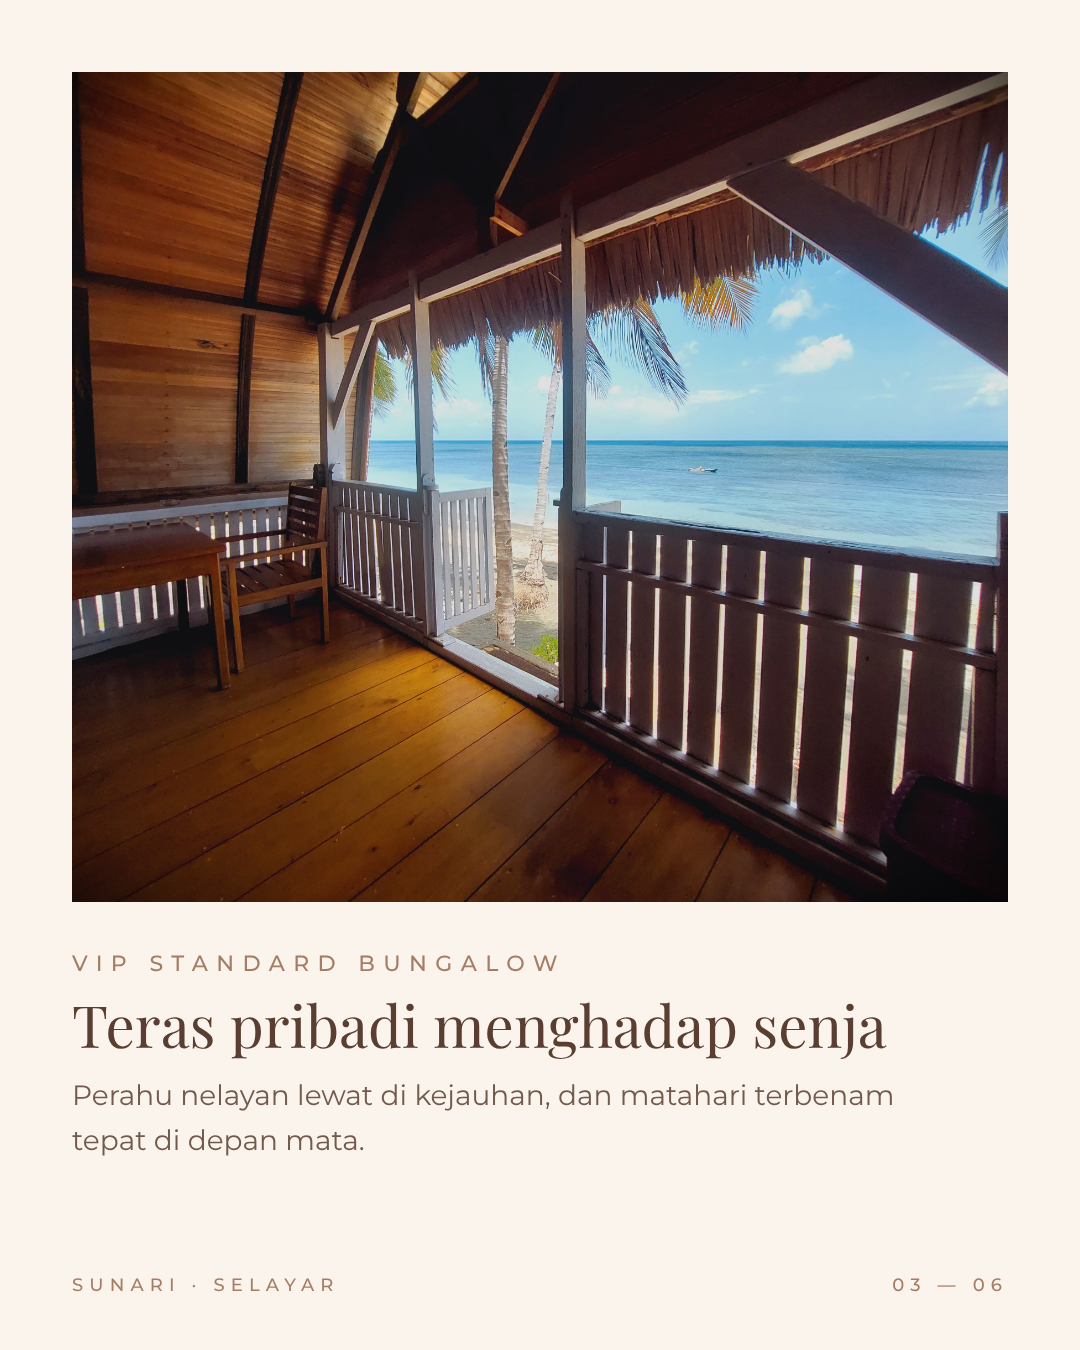 VIP STANDARD BUNGALOW
Teras pribadi menghadap senja
Perahu nelayan lewat di kejauhan, dan matahari terbenam
tepat di depan mata.
SUNARI · SELAYAR
03 — 06